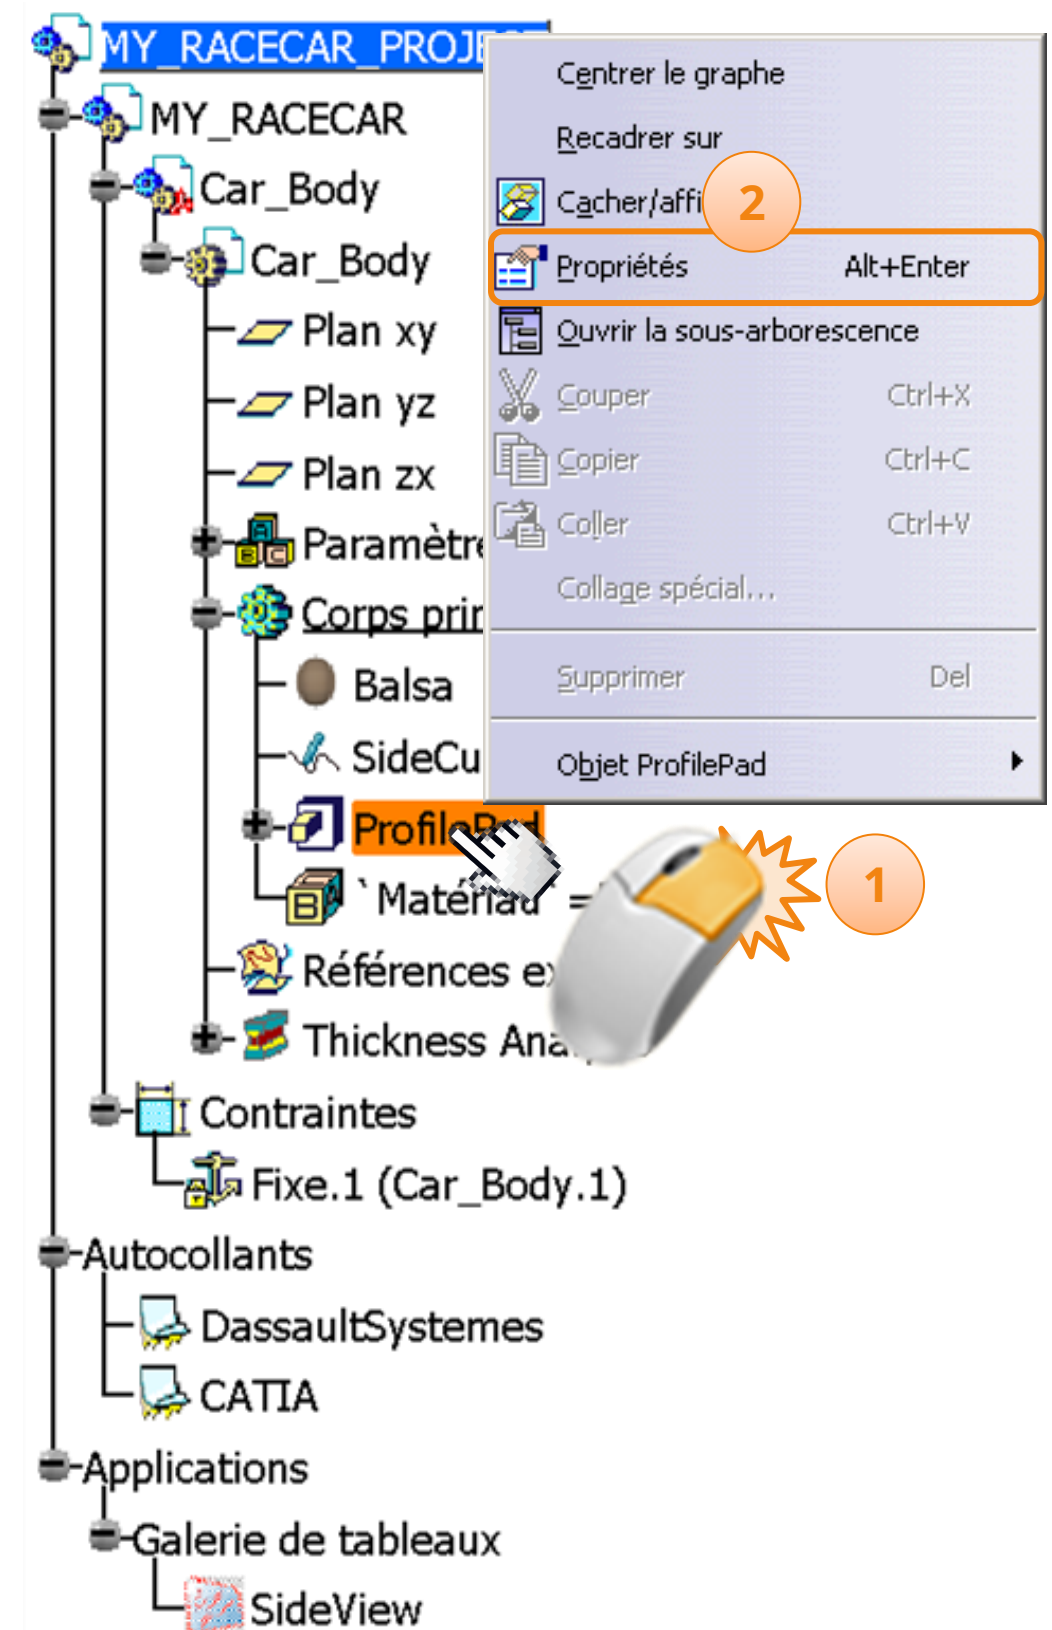 MY_RACECAR_PROJE
MY_RACECAR
Car_Body
Car_Body
Plan xy
Plan yz
Plan zx
Paramètre
Corps prin
Balsa
SideCu
ProfilePad
`Matériau` =
Références ex
Thickness Ana
Contraintes
Fixe.1 (Car_Body.1)
Autocollants
DassaultSystemes
CATIA
Applications
Galerie de tableaux
SideView
Centrer le graphe
Recadrer sur
Cacher/affi
2
Propriétés Alt+Enter
Ouvrir la sous-arborescence
Couper Ctrl+X
Copier Ctrl+C
Coller Ctrl+V
Collage spécial...
Supprimer Del
Objet ProfilePad
1